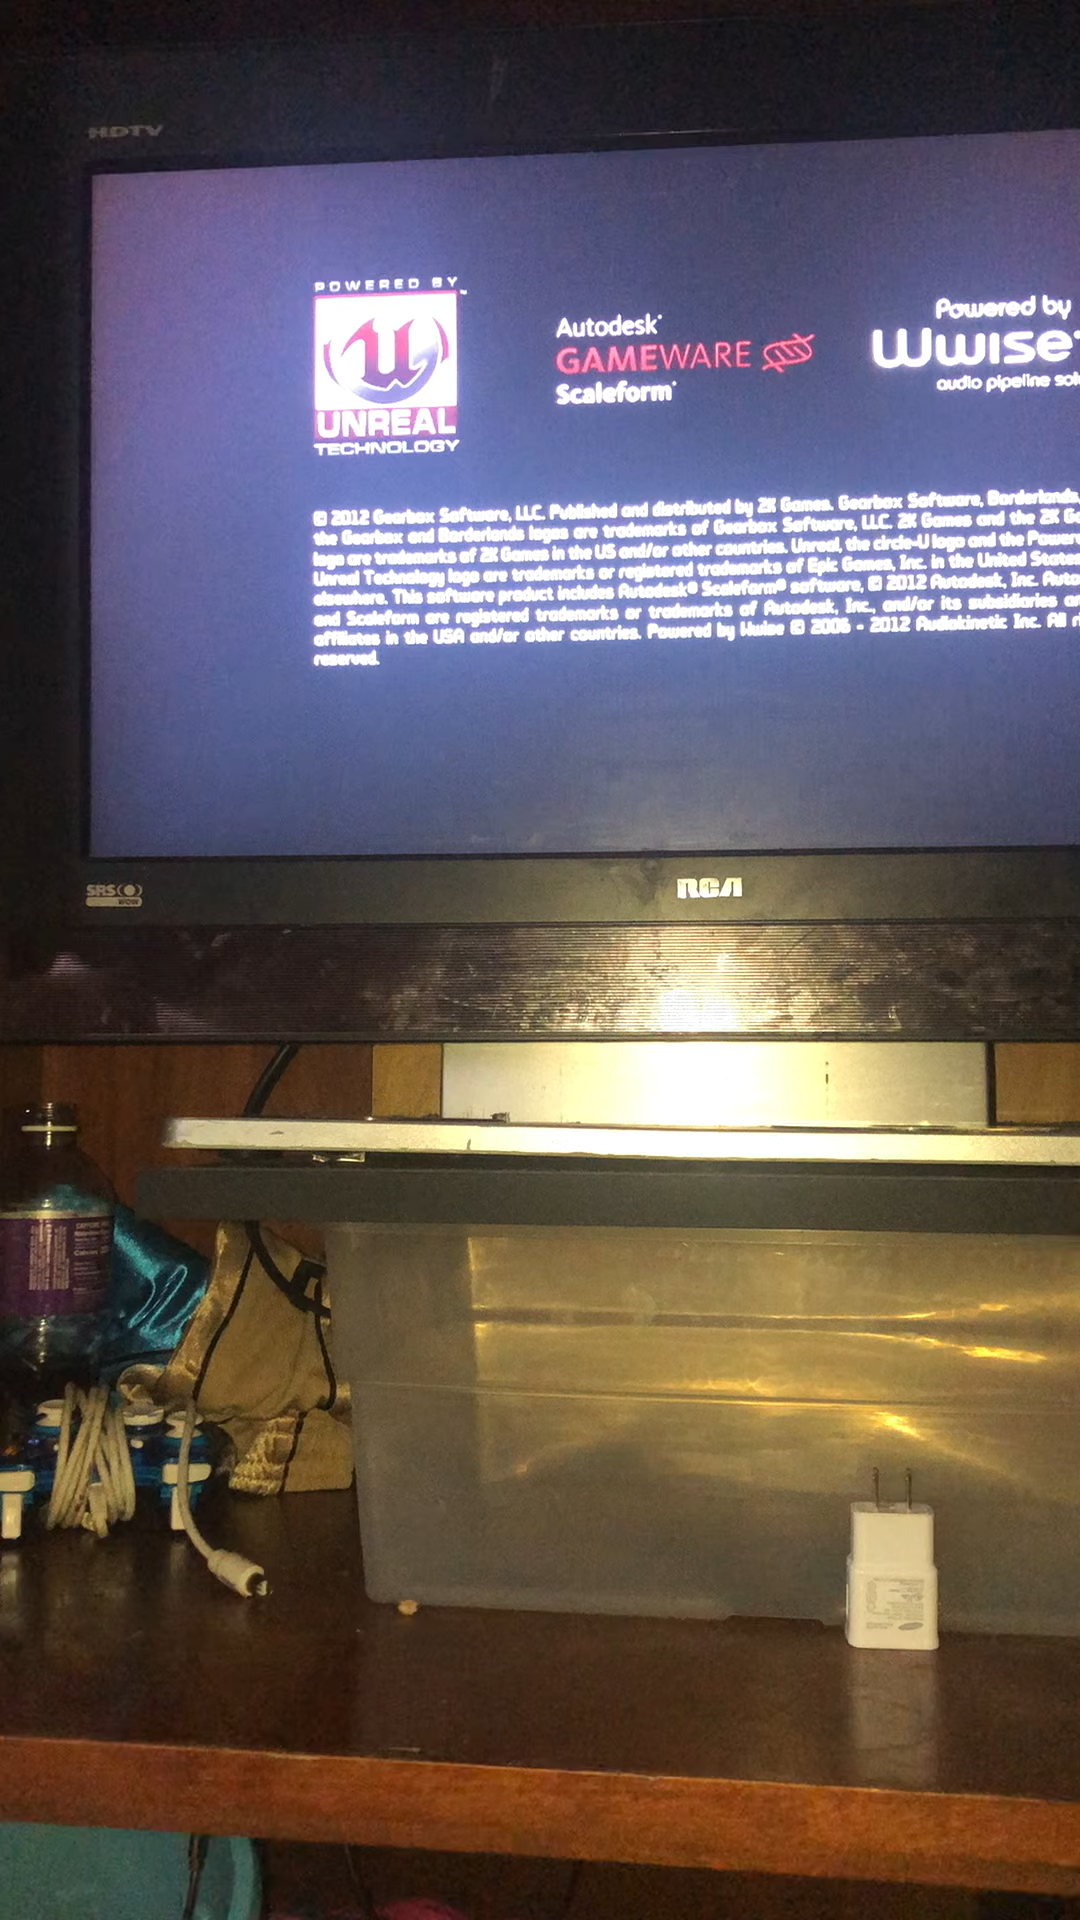 HDTV
POWERED BY
UNREAL
TECHNOLOGY
Autodesk®
GAMEWARE
Scaleform®
Powered by
Wwise
audio pipeline
© 2012 Gearbox Software, LLC. Published and distributed by 2K Games. Gearbox Software, Borderlands,
the Gearbox and Borderlands logos are trademarks of Gearbox Software, LLC. 2K Games and the 2K
logo are trademarks of 2K Games in the US and/or other countries. Unreal, the circle-U logo and the
Unreal Technology logo are trademarks or registered trademarks of Epic Games, Inc. in the United States
elsewhere. This software product includes Autodesk® Scaleform® software, © 2012 Autodesk, Inc.
and Scaleform are registered trademarks or trademarks of Autodesk, Inc., and/or its subsidiaries
affiliates in the USA and/or other countries. Powered by Wwise © 2006 - 2012 Audiokinetic Inc. All
reserved.
SRS
WOW
RCA